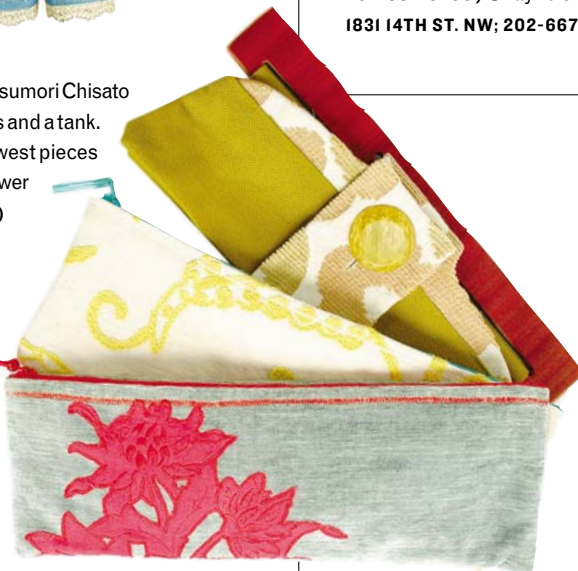 1831 14TH ST. NW; 202-667
sumori Chisato
s and a tank.
west pieces
wer
)